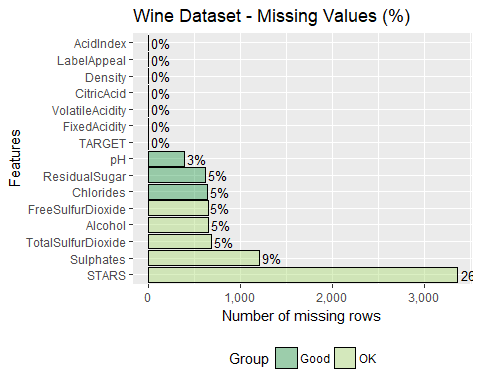 Wine Dataset - Missing Values (%)
Features
AcidIndex 0%
LabelAppeal 0%
Density 0%
CitricAcid 0%
VolatileAcidity 0%
FixedAcidity 0%
TARGET 0%
pH 3%
ResidualSugar 5%
Chlorides 5%
FreeSulfurDioxide 5%
Alcohol 5%
TotalSulfurDioxide 5%
Sulphates 9%
STARS 26
0 1,000 2,000 3,000
Number of missing rows
Group Good OK